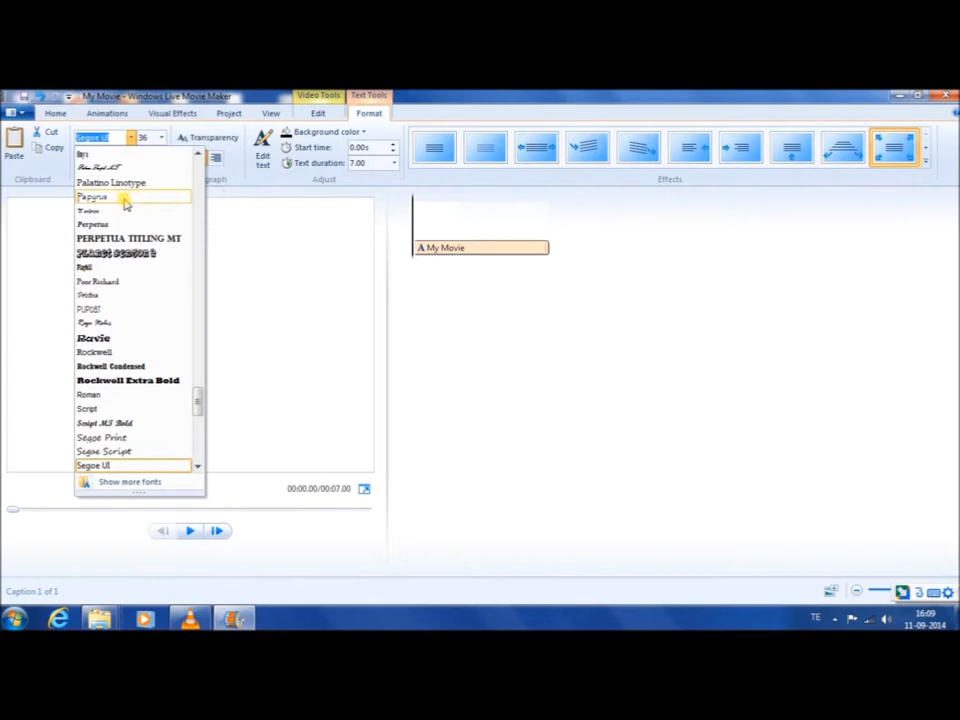 My Movie - Windows Live Movie Maker
Video Tools
Text Tools
Home
Animations
Visual Effects
Project
View
Edit
Format
Paste
Cut
Copy
Clipboard
Segoe UI
36
Transparency
Edit
text
Background color
Start time: 0.00s
Text duration: 7.00
Adjust
Effects
Palatino Linotype
Papyrus
Perpetua
PERPETUA TITLING MT
Playbill
Poor Richard
Pristina
PUPOST
Ravie
Rockwell
Rockwell Condensed
Rockwell Extra Bold
Roman
Script
Script MT Bold
Segoe Print
Segoe Script
Segoe UI
Show more fonts
A My Movie
00:00.00/00:07.00
Caption 1 of 1
TE
16:09
11-09-2014